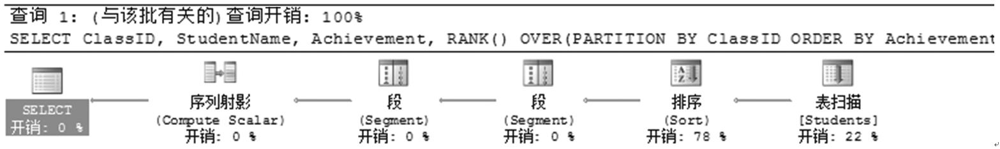 查询 1: (与该批有关的)查询开销: 100%
SELECT ClassID, StudentName, Achievement, RANK() OVER(PARTITION BY ClassID ORDER BY Achievement
SELECT
开销: 0 %
序列射影
(Compute Scalar)
开销: 0 %
段
(Segment)
开销: 0 %
段
(Segment)
开销: 0 %
排序
(Sort)
开销: 78 %
表扫描
[Students]
开销: 22 %